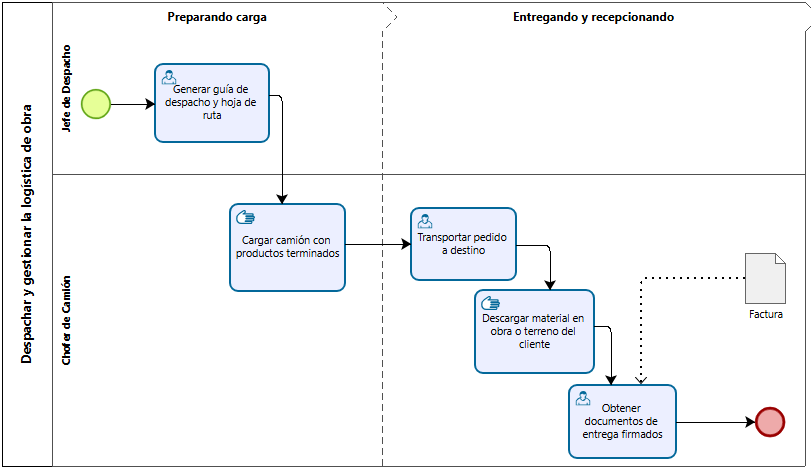 Preparando carga
Entregando y recepcionando
Despachar y gestionar la logística de obra
Jefe de Despacho
Generar guía de
despacho y hoja de
ruta
Chofer de Camión
Cargar camión con
productos terminados
Transportar pedido
a destino
Descargar material en
obra o terreno del
cliente
Factura
Obtener
documentos de
entrega firmados